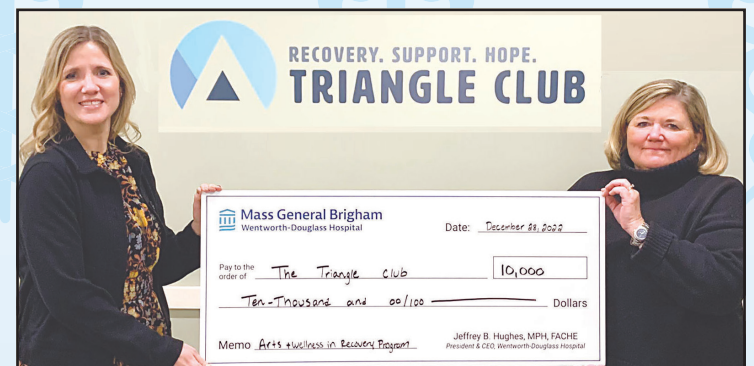 RECOVERY. SUPPORT. HOPE.
TRIANGLE CLUB
Mass General Brigham
Wentworth-Douglass Hospital
Date: December 28, 2022
Pay to the
order of The Triangle Club 10,000
Ten-Thousand and 00/100 Dollars
Jeffrey B. Hughes, MPH, FACHE
Memo Arts + Wellness in Recovery Program
President & CEO, Wentworth-Douglass Hospital